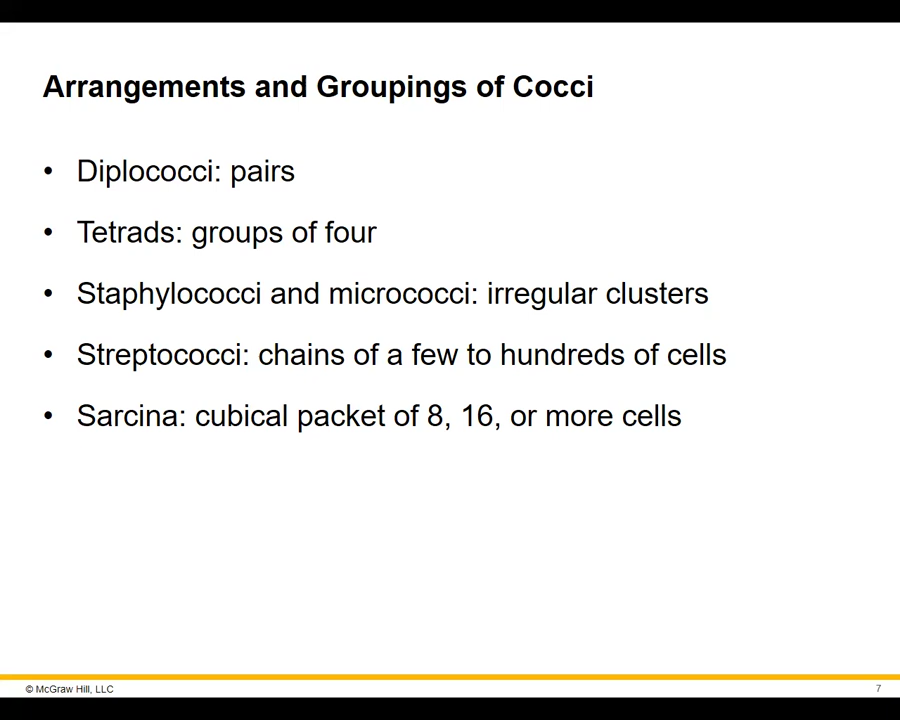 Arrangements and Groupings of Cocci
• Diplococci: pairs
• Tetrads: groups of four
• Staphylococci and micrococci: irregular clusters
• Streptococci: chains of a few to hundreds of cells
• Sarcina: cubical packet of 8, 16, or more cells
© McGraw Hill, LLC
7